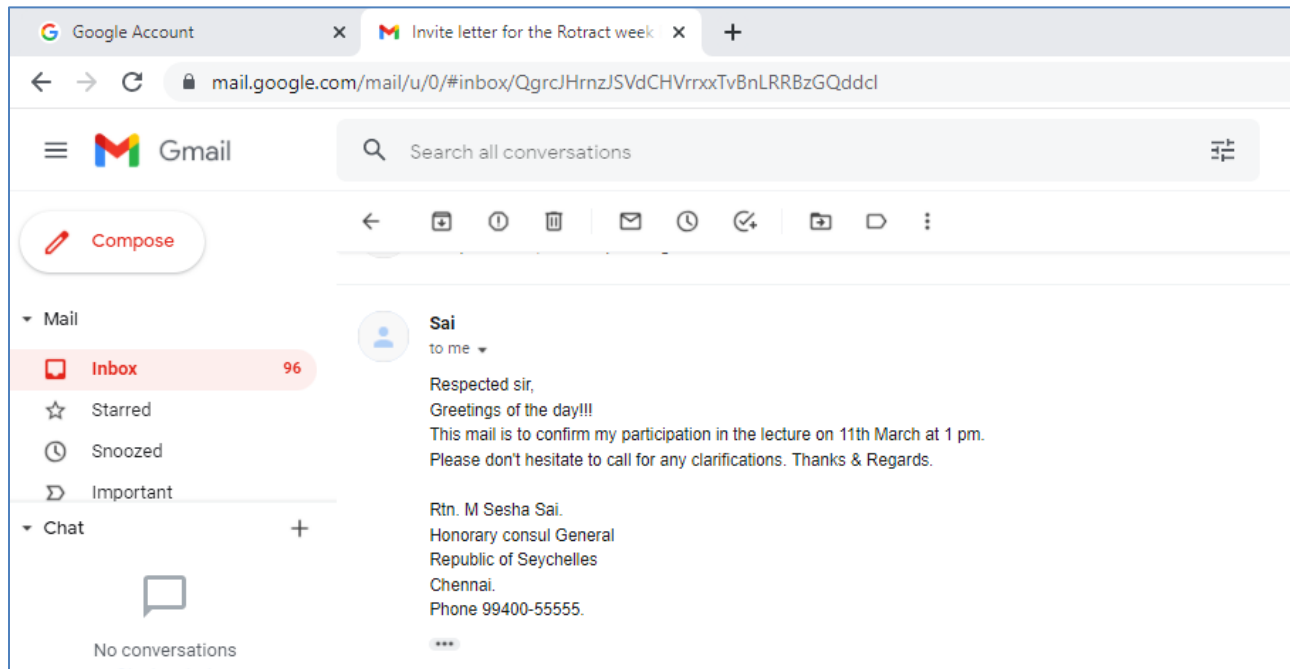 Google Account
Invite letter for the Rotract week
mail.google.com/mail/u/0/#inbox/QgrcJHrnzJSVdCHVrrxxTvBnLRRBzGQddcI
Gmail
Search all conversations
Compose
Mail
Inbox 96
Starred
Snoozed
Important
Chat
No conversations
Sai
to me
Respected sir,
Greetings of the day!!!
This mail is to confirm my participation in the lecture on 11th March at 1 pm.
Please don't hesitate to call for any clarifications. Thanks & Regards.
Rtn. M Sesha Sai.
Honorary consul General
Republic of Seychelles
Chennai.
Phone 99400-55555.